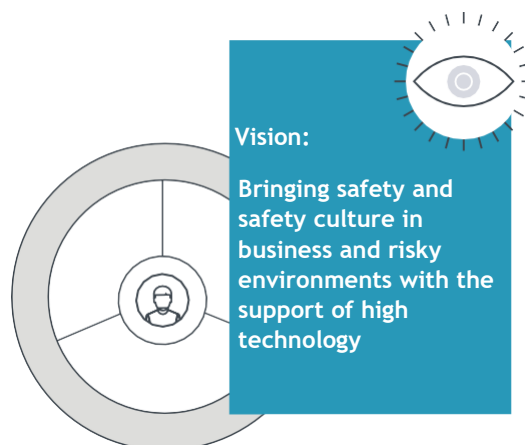 Vision:
Bringing safety and
safety culture in
business and risky
environments with the
support of high
technology